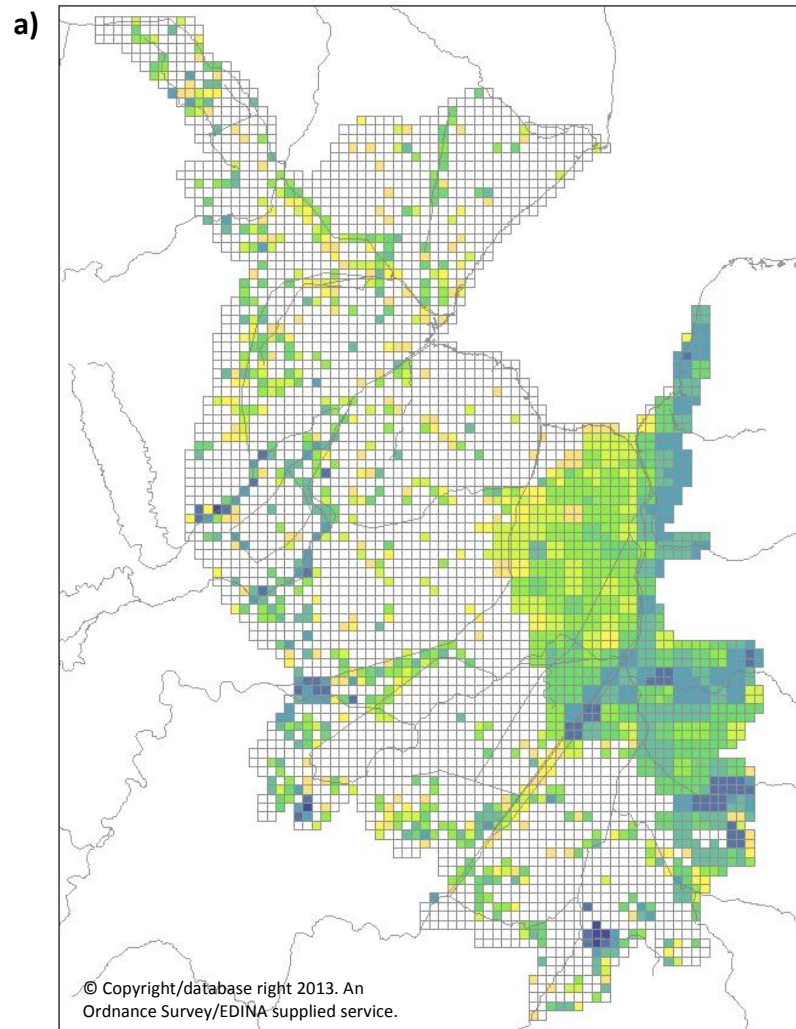 a)
© Copyright/database right 2013. An
Ordnance Survey/EDINA supplied service.